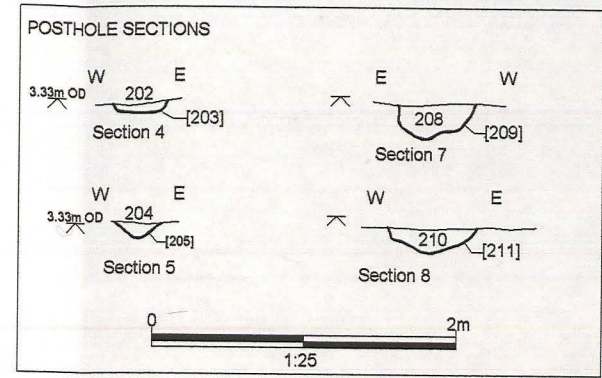 POSTHOLE SECTIONS
W E
3.33m OD 202
[203]
Section 4
E W
208
[209]
Section 7
W E
3.33m OD 204
[205]
Section 5
W E
210
[211]
Section 8
0 2m
1:25